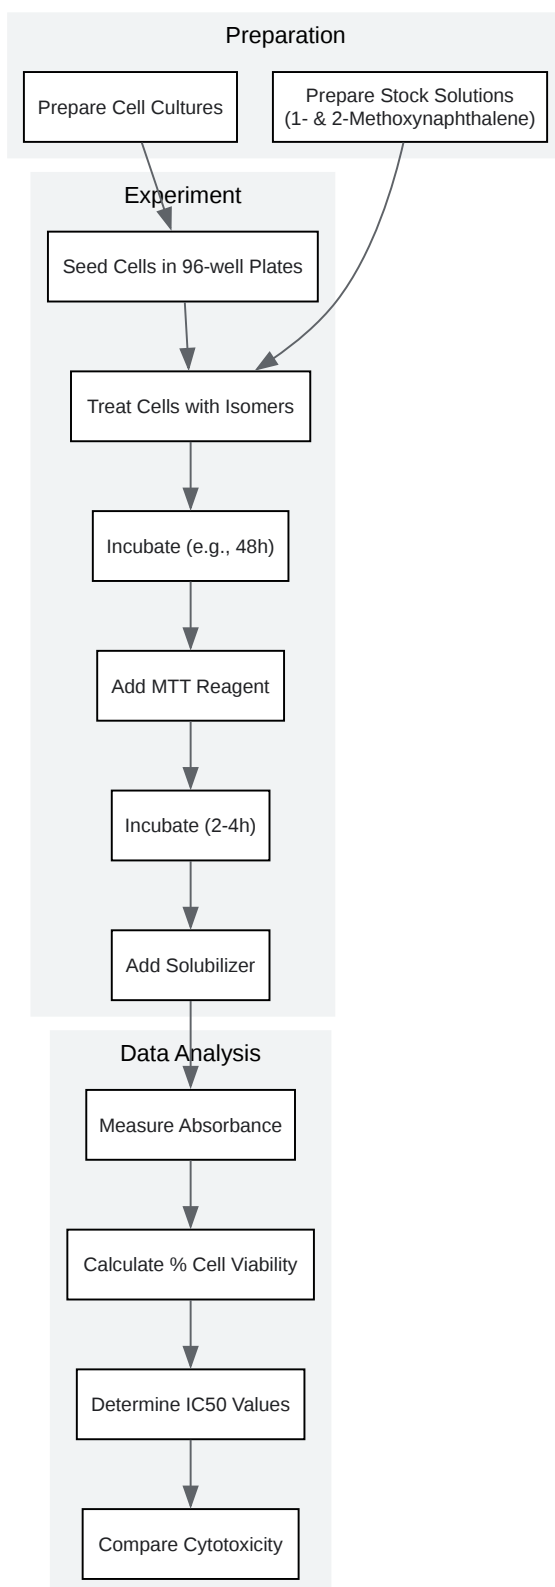 Preparation
Prepare Cell Cultures
Prepare Stock Solutions
(1- & 2-Methoxynaphthalene)
Experiment
Seed Cells in 96-well Plates
Treat Cells with Isomers
Incubate (e.g., 48h)
Add MTT Reagent
Incubate (2-4h)
Add Solubilizer
Data Analysis
Measure Absorbance
Calculate % Cell Viability
Determine IC50 Values
Compare Cytotoxicity